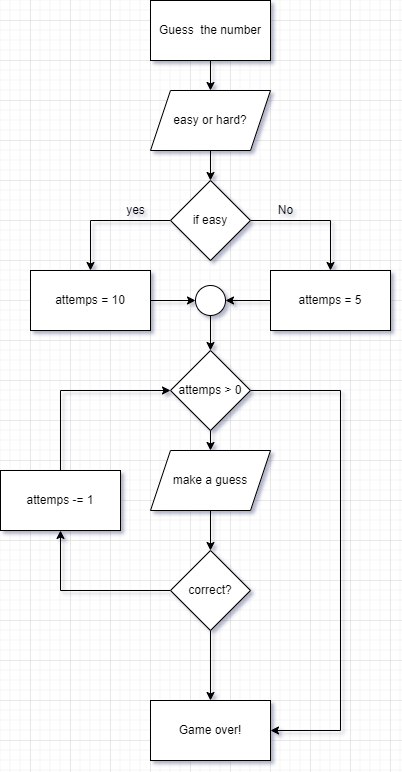 Guess the number
easy or hard?
if easy
yes
No
attemps = 10
attemps = 5
attemps > 0
make a guess
attemps -= 1
correct?
Game over!